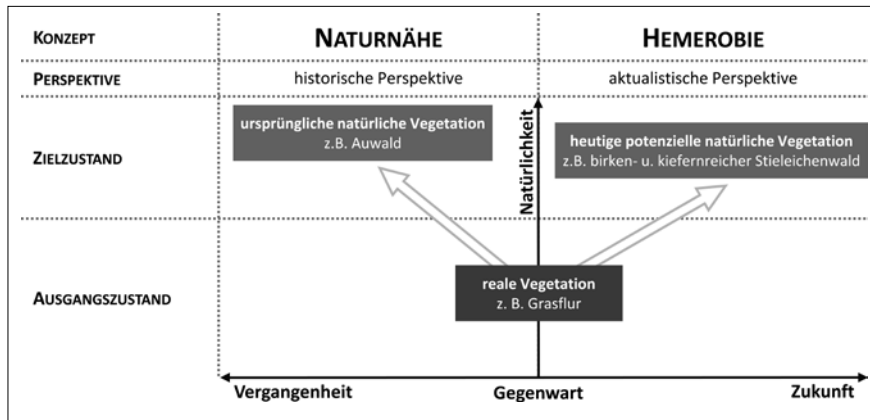 KONZEPT NATURNÄHE HEMEROBIE
PERSPEKTIVE historische Perspektive aktualistische Perspektive
ZIELZUSTAND
ursprüngliche natürliche Vegetation
z.B. Auwald
Natürlichkeit
heutige potenzielle natürliche Vegetation
z.B. birken- u. kiefernreicher Stieleichenwald
AUSGANGSZUSTAND
reale Vegetation
z. B. Grasflur
Vergangenheit Gegenwart Zukunft